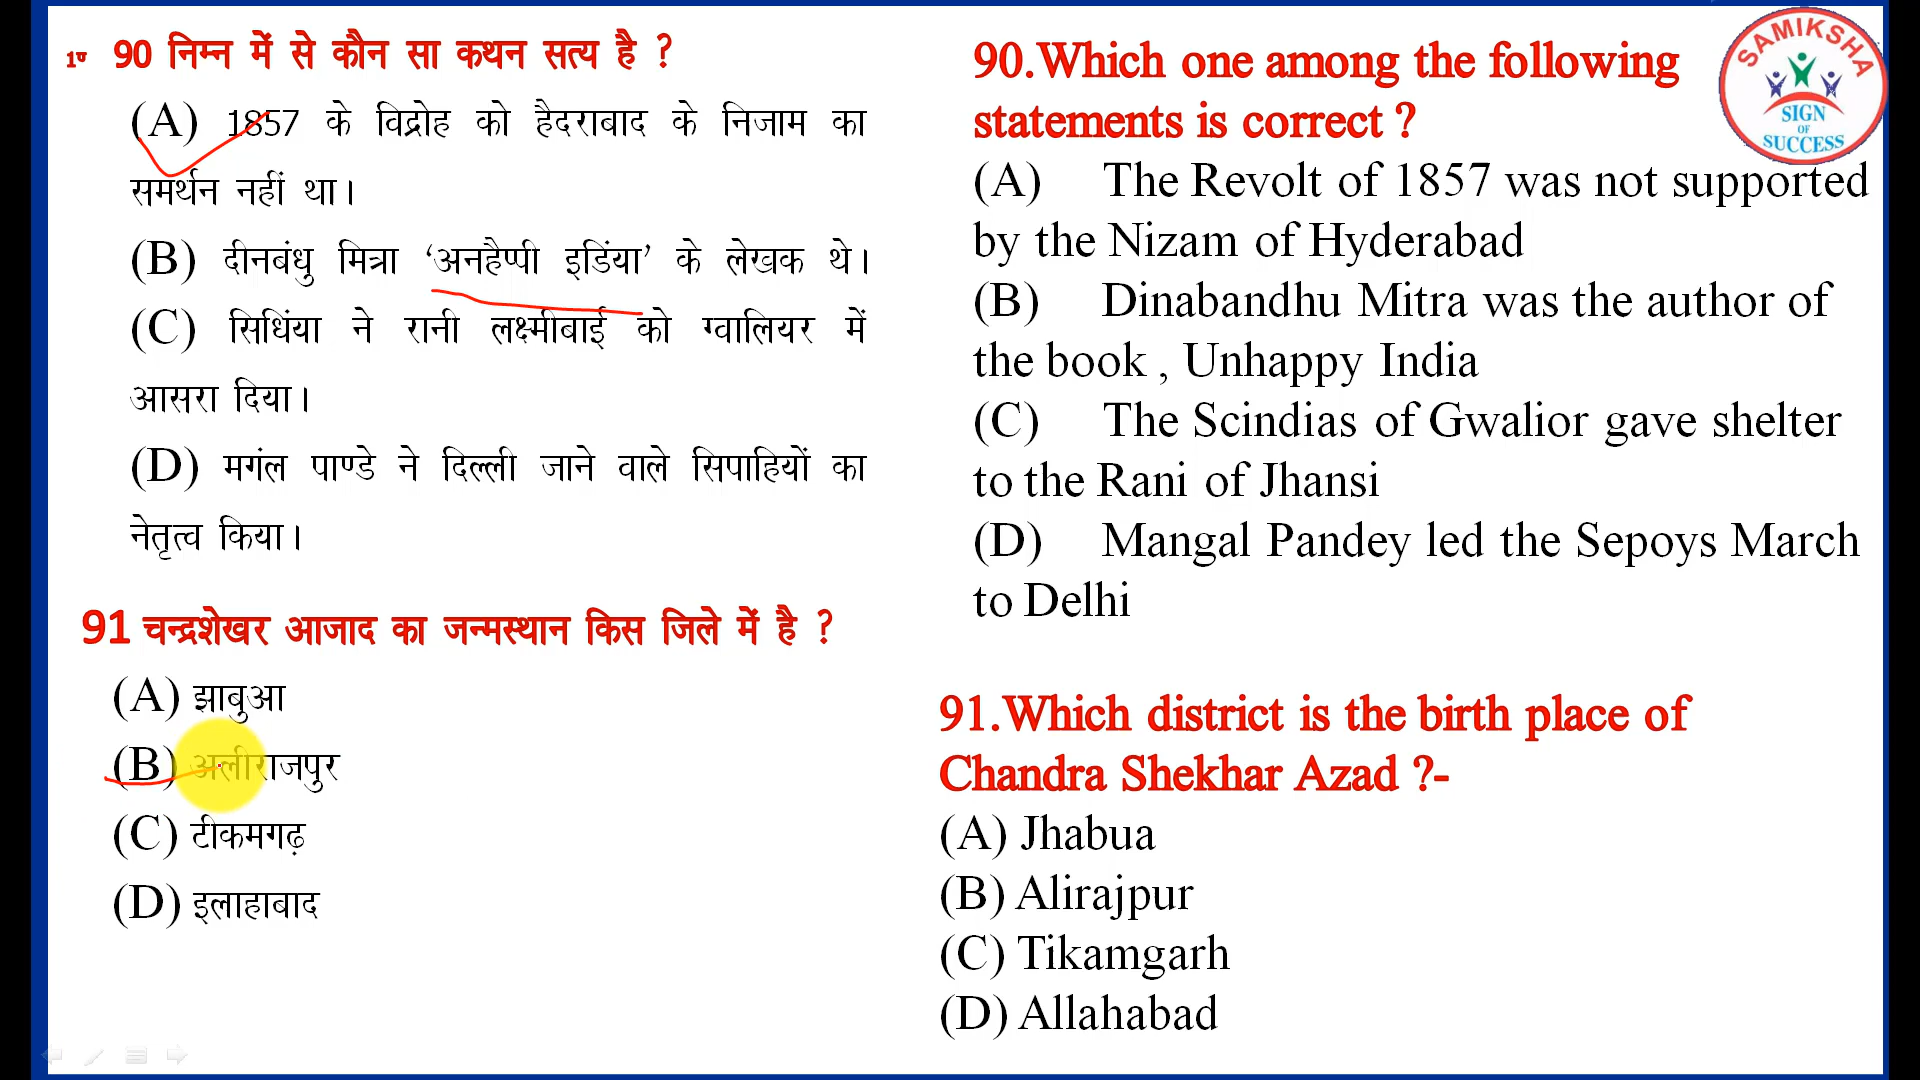 90 निम्न में से कौन सा कथन सत्य है ?
(A) 1857 के विद्रोह को हैदराबाद के निजाम का
समर्थन नहीं था।
(B) दीनबंधु मित्रा ‘अनहैप्पी इडिंया’ के लेखक थे।
(C) सिधिंया ने रानी लक्ष्मीबाई को ग्वालियर में
आसरा दिया।
(D) मगंल पाण्डे ने दिल्ली जाने वाले सिपाहियों का
नेतृत्व किया।
91 चन्द्रशेखर आजाद का जन्मस्थान किस जिले में है ?
(A) झाबुआ
(B) अलीराजपुर
(C) टीकमगढ़
(D) इलाहाबाद
90.Which one among the following
statements is correct ?
(A) The Revolt of 1857 was not supported
by the Nizam of Hyderabad
(B) Dinabandhu Mitra was the author of
the book , Unhappy India
(C) The Scindias of Gwalior gave shelter
to the Rani of Jhansi
(D) Mangal Pandey led the Sepoys March
to Delhi
91.Which district is the birth place of
Chandra Shekhar Azad ?-
(A) Jhabua
(B) Alirajpur
(C) Tikamgarh
(D) Allahabad
SAMIKSHA
SIGN
OF
SUCCESS